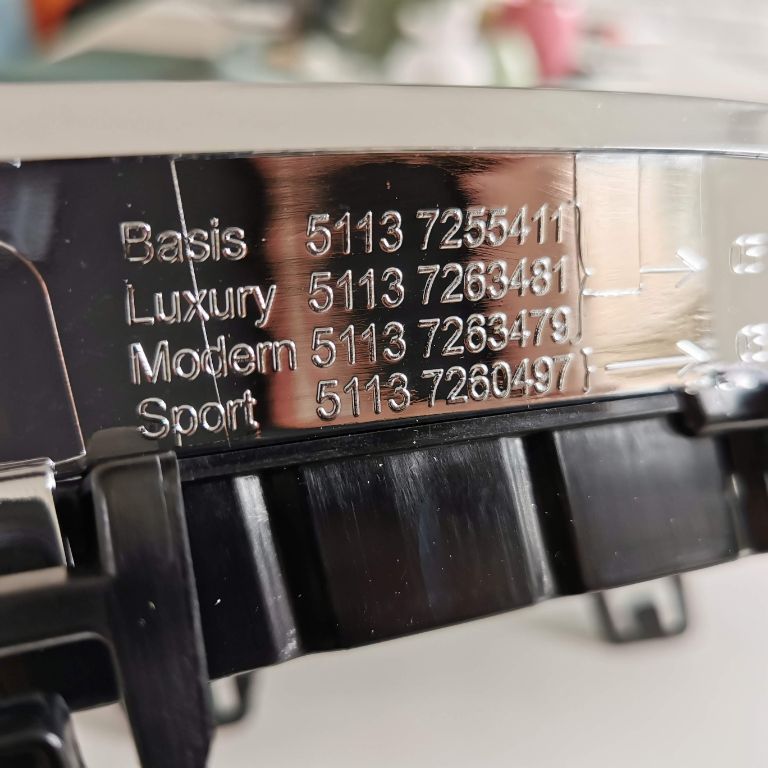 Basis 5113 7255411
Luxury 5113 7263481
Modern 5113 7263479
Sport 5113 7260497